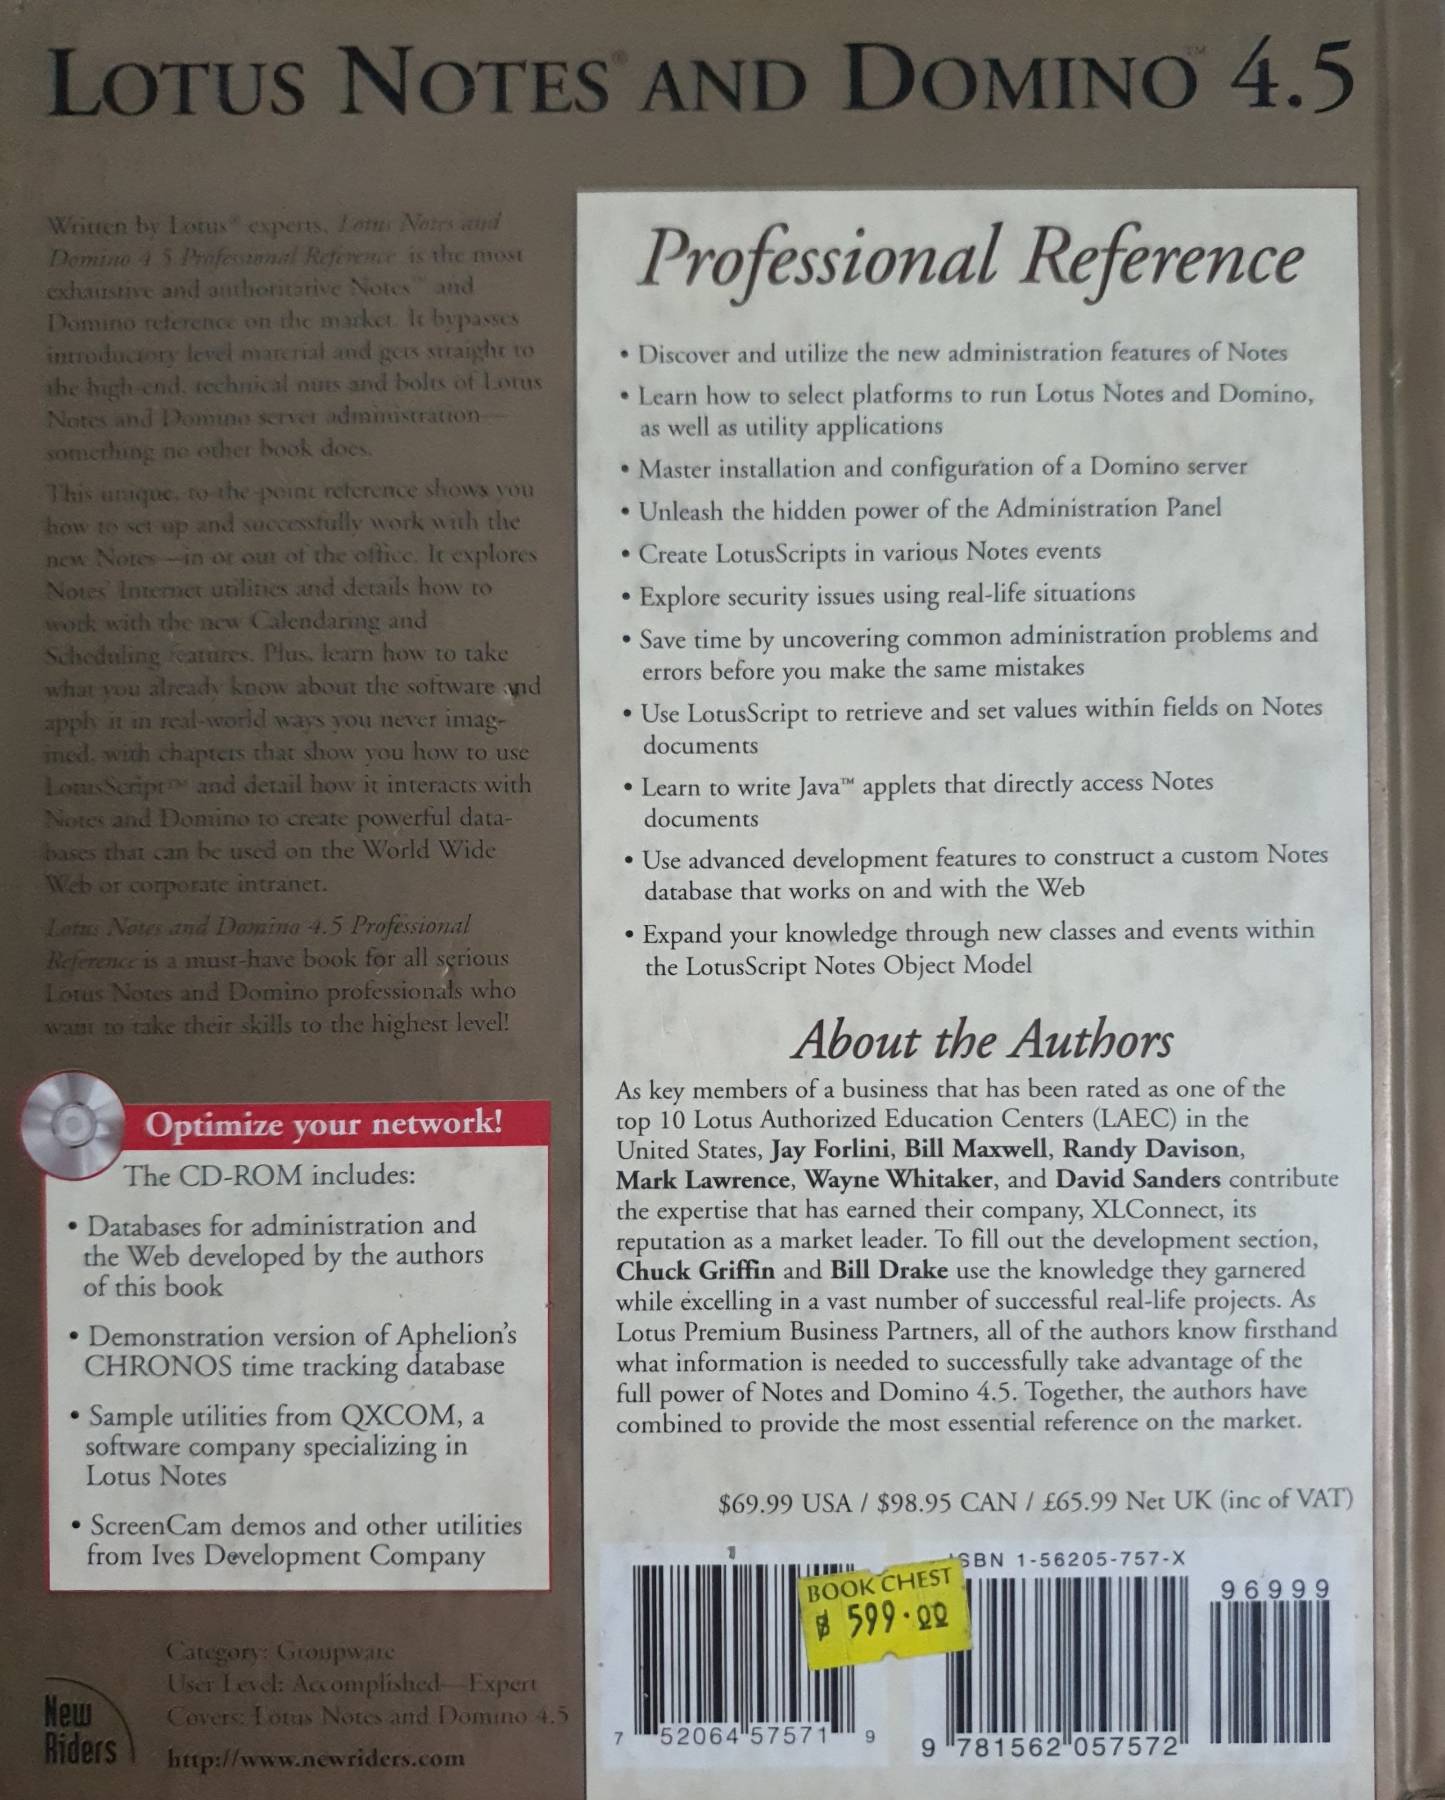 LOTUS NOTES® AND DOMINO™ 4.5
Written by Lotus® experts, Lotus Notes and
Domino 4.5 Professional Reference is the most
exhaustive and authoritative Notes™ and
Domino reference on the market. It bypasses
introductory level material and gets straight to
the high-end, technical nuts and bolts of Lotus
Notes and Domino server administration—
something no other book does.
This unique, to-the-point reference shows you
how to set up and successfully work with the
new Notes—in or out of the office. It explores
Notes' Internet utilities and details how to
work with the new Calendaring and
Scheduling features. Plus, learn how to take
what you already know about the software and
apply it in real-world ways you never imag-
ined, with chapters that show you how to use
LotusScript™ and detail how it interacts with
Notes and Domino to create powerful data-
bases that can be used on the World Wide
Web or corporate intranet.
Lotus Notes and Domino 4.5 Professional
Reference is a must-have book for all serious
Lotus Notes and Domino professionals who
want to take their skills to the highest level!
Optimize your network!
The CD-ROM includes:
• Databases for administration and
the Web developed by the authors
of this book
• Demonstration version of Aphelion's
CHRONOS time tracking database
• Sample utilities from QXCOM, a
software company specializing in
Lotus Notes
• ScreenCam demos and other utilities
from Ives Development Company
Category: Groupware
User Level: Accomplished—Expert
Covers: Lotus Notes and Domino 4.5
http://www.newriders.com
New
Riders
Professional Reference
• Discover and utilize the new administration features of Notes
• Learn how to select platforms to run Lotus Notes and Domino,
as well as utility applications
• Master installation and configuration of a Domino server
• Unleash the hidden power of the Administration Panel
• Create LotusScripts in various Notes events
• Explore security issues using real-life situations
• Save time by uncovering common administration problems and
errors before you make the same mistakes
• Use LotusScript to retrieve and set values within fields on Notes
documents
• Learn to write Java™ applets that directly access Notes
documents
• Use advanced development features to construct a custom Notes
database that works on and with the Web
• Expand your knowledge through new classes and events within
the LotusScript Notes Object Model
About the Authors
As key members of a business that has been rated as one of the
top 10 Lotus Authorized Education Centers (LAEC) in the
United States, Jay Forlini, Bill Maxwell, Randy Davison,
Mark Lawrence, Wayne Whitaker, and David Sanders contribute
the expertise that has earned their company, XLConnect, its
reputation as a market leader. To fill out the development section,
Chuck Griffin and Bill Drake use the knowledge they garnered
while excelling in a vast number of successful real-life projects. As
Lotus Premium Business Partners, all of the authors know firsthand
what information is needed to successfully take advantage of the
full power of Notes and Domino 4.5. Together, the authors have
combined to provide the most essential reference on the market.
$69.99 USA / $98.95 CAN / £65.99 Net UK (inc of VAT)
BOOK CHEST
฿ 599.00
ISBN 1-56205-757-X
96999
7 52064 57571 9
9 781562 057572